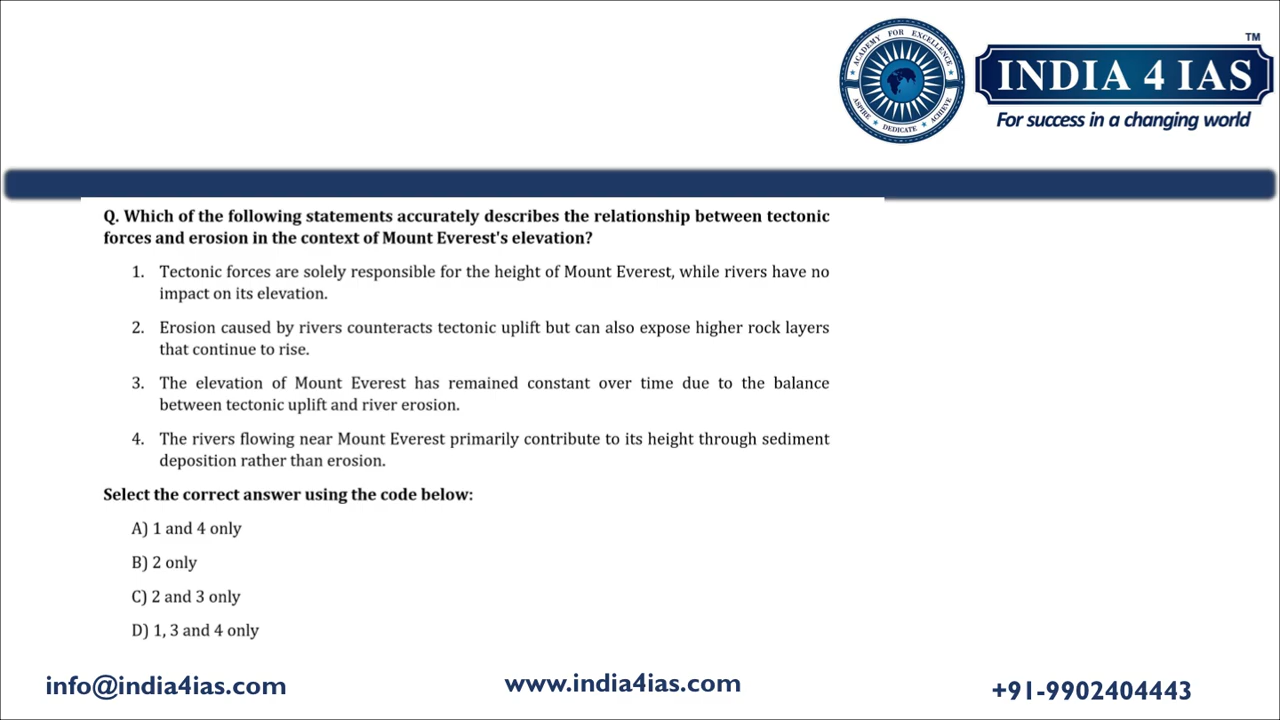 ACADEMY FOR EXCELLENCE
ASPIRE ★ DEDICATE ★ ACHIEVE
TM
INDIA 4 IAS
For success in a changing world
Q. Which of the following statements accurately describes the relationship between tectonic
forces and erosion in the context of Mount Everest's elevation?
1. Tectonic forces are solely responsible for the height of Mount Everest, while rivers have no
impact on its elevation.
2. Erosion caused by rivers counteracts tectonic uplift but can also expose higher rock layers
that continue to rise.
3. The elevation of Mount Everest has remained constant over time due to the balance
between tectonic uplift and river erosion.
4. The rivers flowing near Mount Everest primarily contribute to its height through sediment
deposition rather than erosion.
Select the correct answer using the code below:
A) 1 and 4 only
B) 2 only
C) 2 and 3 only
D) 1, 3 and 4 only
info@india4ias.com
www.india4ias.com
+91-9902404443